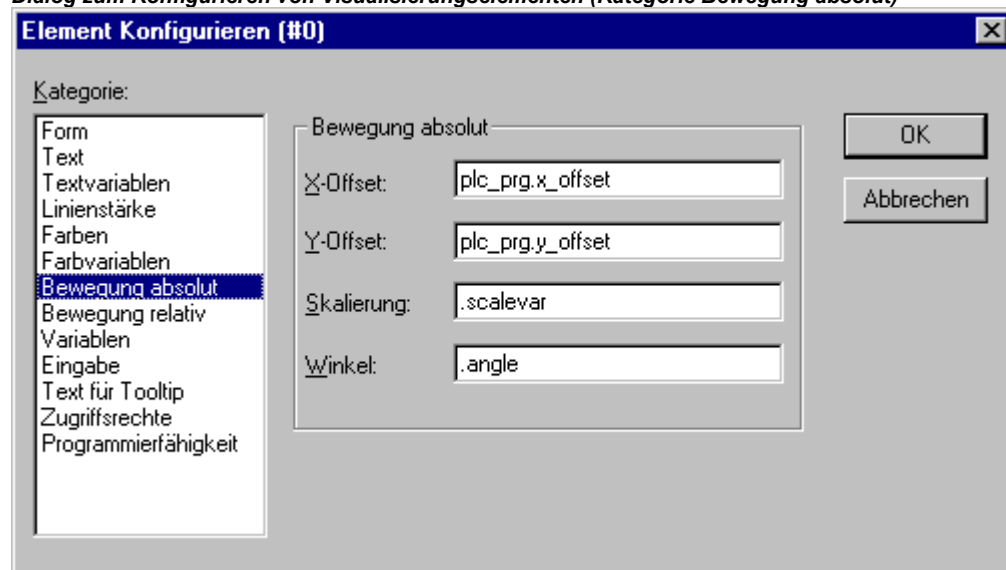 Dialog zum Konfigurieren von Visualisierungselementen (Kategorie Bewegung absolut)
Element Konfigurieren (#0)
Kategorie:
Form
Text
Textvariablen
Linienstärke
Farben
Farbvariablen
Bewegung absolut
Bewegung relativ
Variablen
Eingabe
Text für Tooltip
Zugriffsrechte
Programmierfähigkeit
Bewegung absolut
X-Offset: plc_prg.x_offset
Y-Offset: plc_prg.y_offset
Skalierung: .scalevar
Winkel: .angle
OK
Abbrechen